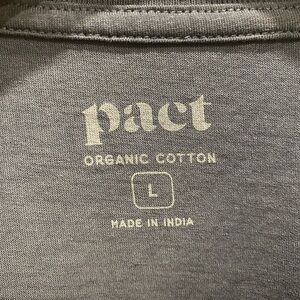 pact
ORGANIC COTTON
L
MADE IN INDIA